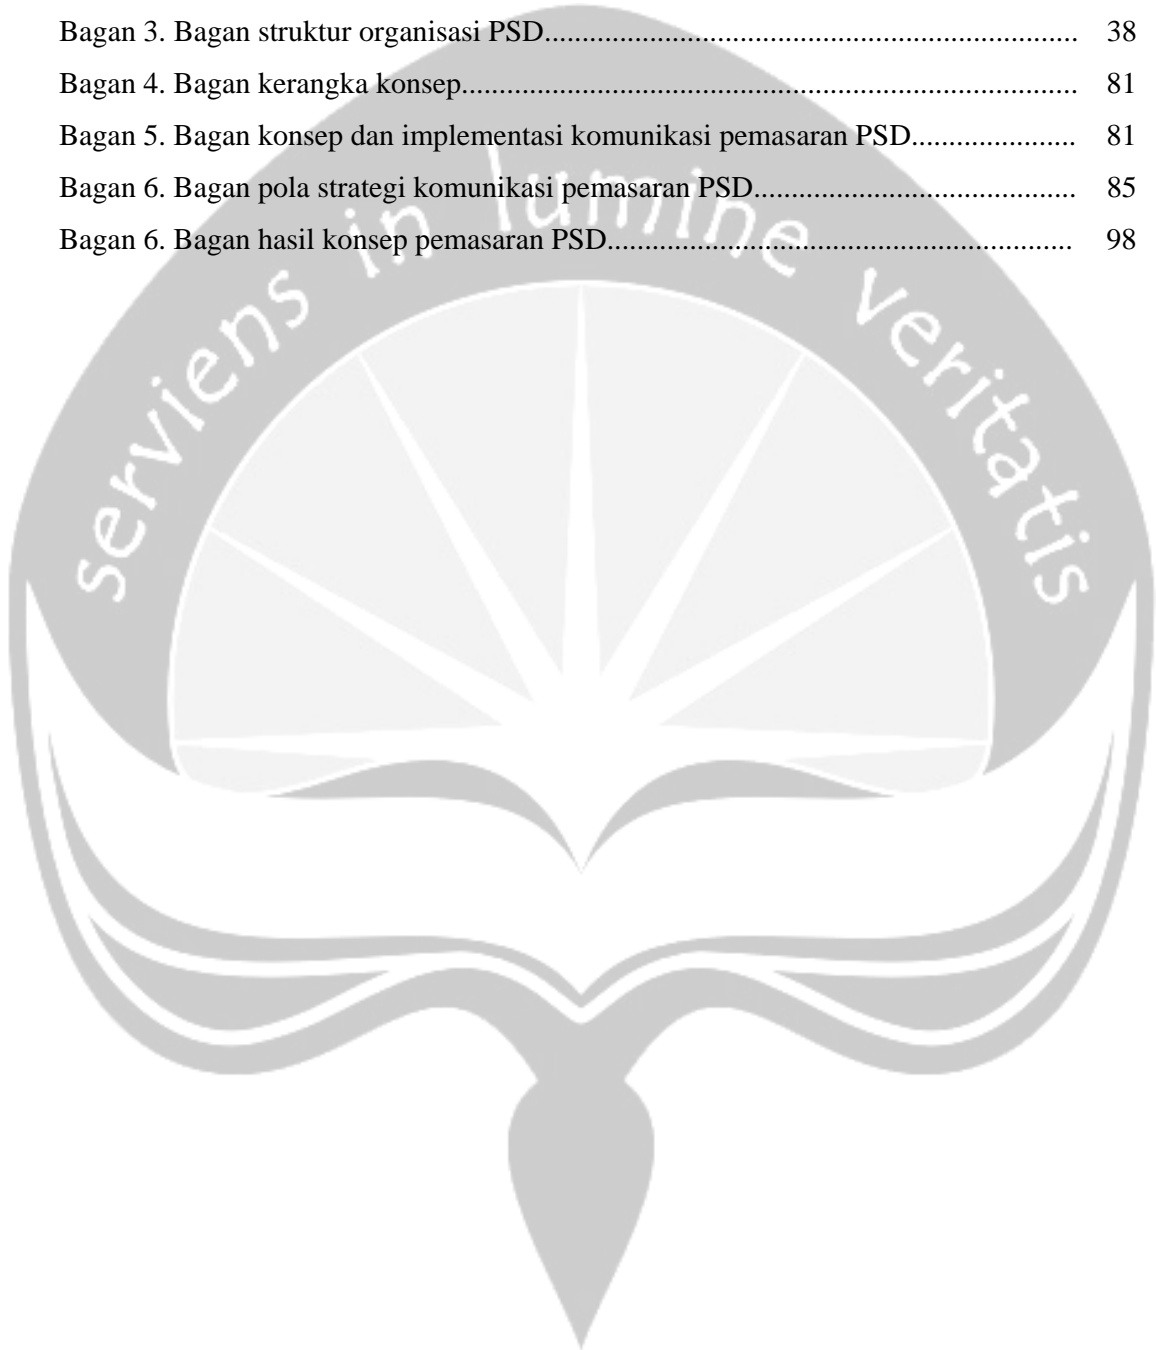 Bagan 3. Bagan struktur organisasi PSD.................................................................... 38
Bagan 4. Bagan kerangka konsep.............................................................................. 81
Bagan 5. Bagan konsep dan implementasi komunikasi pemasaran PSD..................... 81
Bagan 6. Bagan pola strategi komunikasi pemasaran PSD......................................... 85
Bagan 6. Bagan hasil konsep pemasaran PSD........................................................... 98
serviens in lumine veritatis